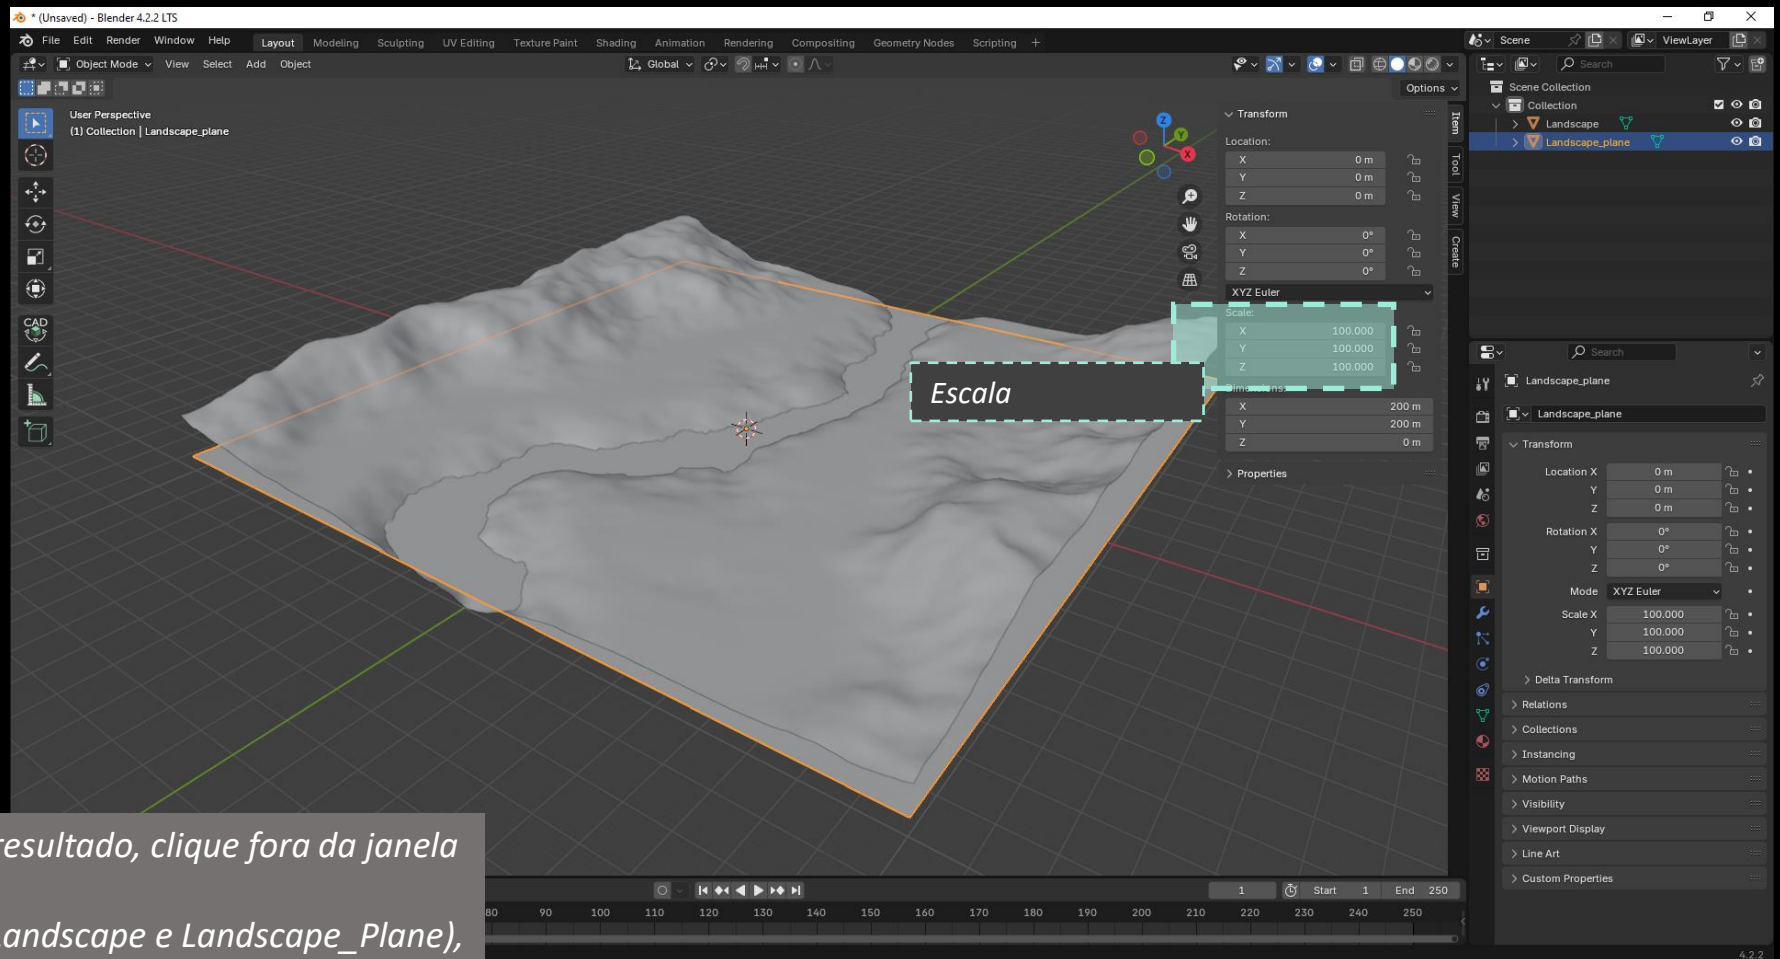 * (Unsaved) - Blender 4.2.2 LTS
File Edit Render Window Help Layout Modeling Sculpting UV Editing Texture Paint Shading Animation Rendering Compositing Geometry Nodes Scripting + Scene ViewLayer
Object Mode View Select Add Object Global Search
Options
User Perspective
(1) Collection | Landscape_plane
Z
Y
X
Transform
Location:
X 0 m
Y 0 m
Z 0 m
Rotation:
X 0°
Y 0°
Z 0°
XYZ Euler
Scale:
X 100.000
Y 100.000
Z 100.000
Dimensions:
X 200 m
Y 200 m
Z 0 m
Properties
Item
Tool
View
Create
CAD
Escala
Scene Collection
Collection
Landscape
Landscape_plane
Search
Landscape_plane
Landscape_plane
Transform
Location X 0 m
Y 0 m
Z 0 m
Rotation X 0°
Y 0°
Z 0°
Mode XYZ Euler
Scale X 100.000
Y 100.000
Z 100.000
Delta Transform
Relations
Collections
Instancing
Motion Paths
Visibility
Viewport Display
Line Art
Custom Properties
resultado, clique fora da janela
Landscape e Landscape_Plane),
1 Start 1 End 250
80 90 100 110 120 130 140 150 160 170 180 190 200 210 220 230 240 250
4.2.2